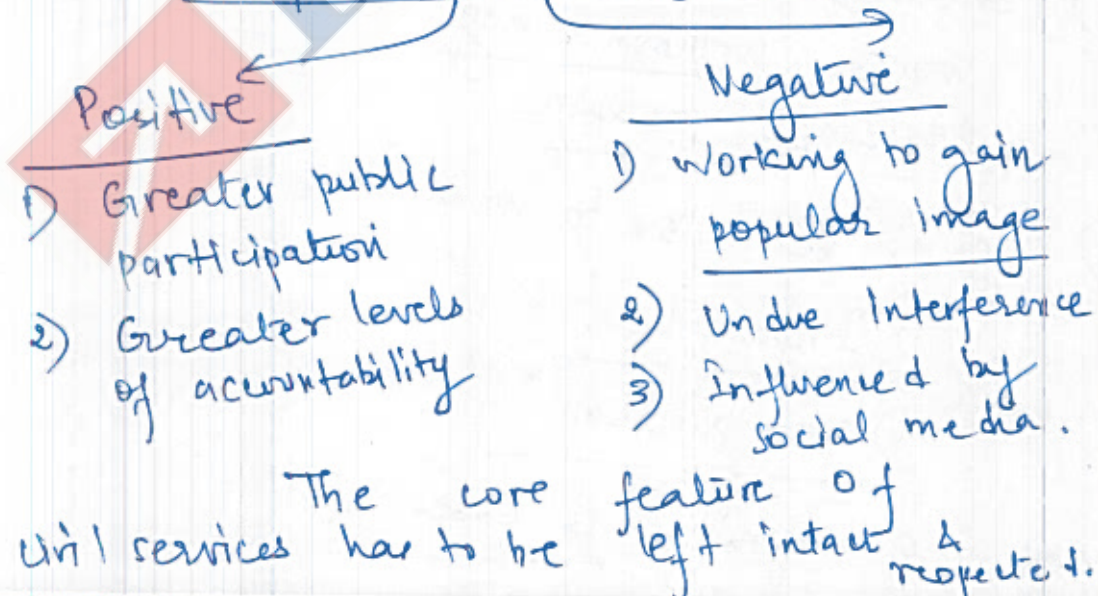 Positive
1) Greater public
participation
2) Greater levels
of accountability
Negative
1) Working to gain
popular image
2) Undue Interference
3) Influenced by
social media.
The core feature of
civil services has to be left intact &
respected.